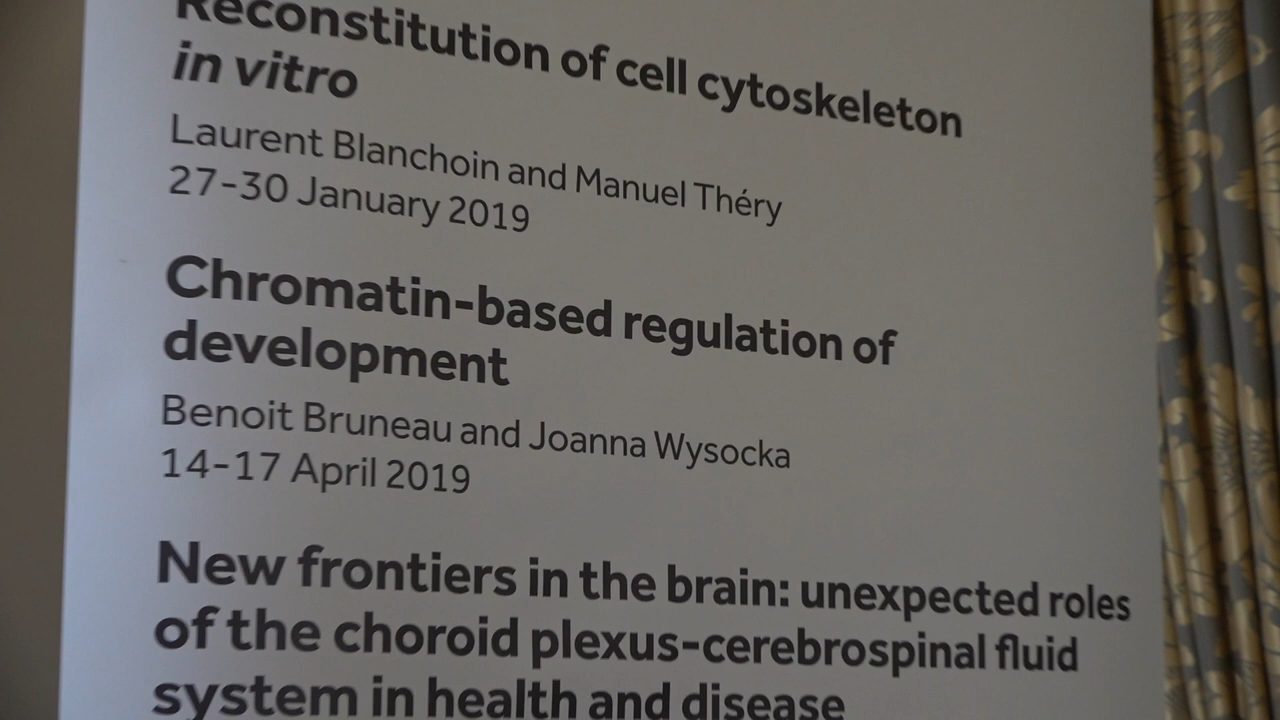 Reconstitution of cell cytoskeleton
in vitro
Laurent Blanchoin and Manuel Théry
27-30 January 2019
Chromatin-based regulation of
development
Benoit Bruneau and Joanna Wysocka
14-17 April 2019
New frontiers in the brain: unexpected roles
of the choroid plexus-cerebrospinal fluid
system in health and disease